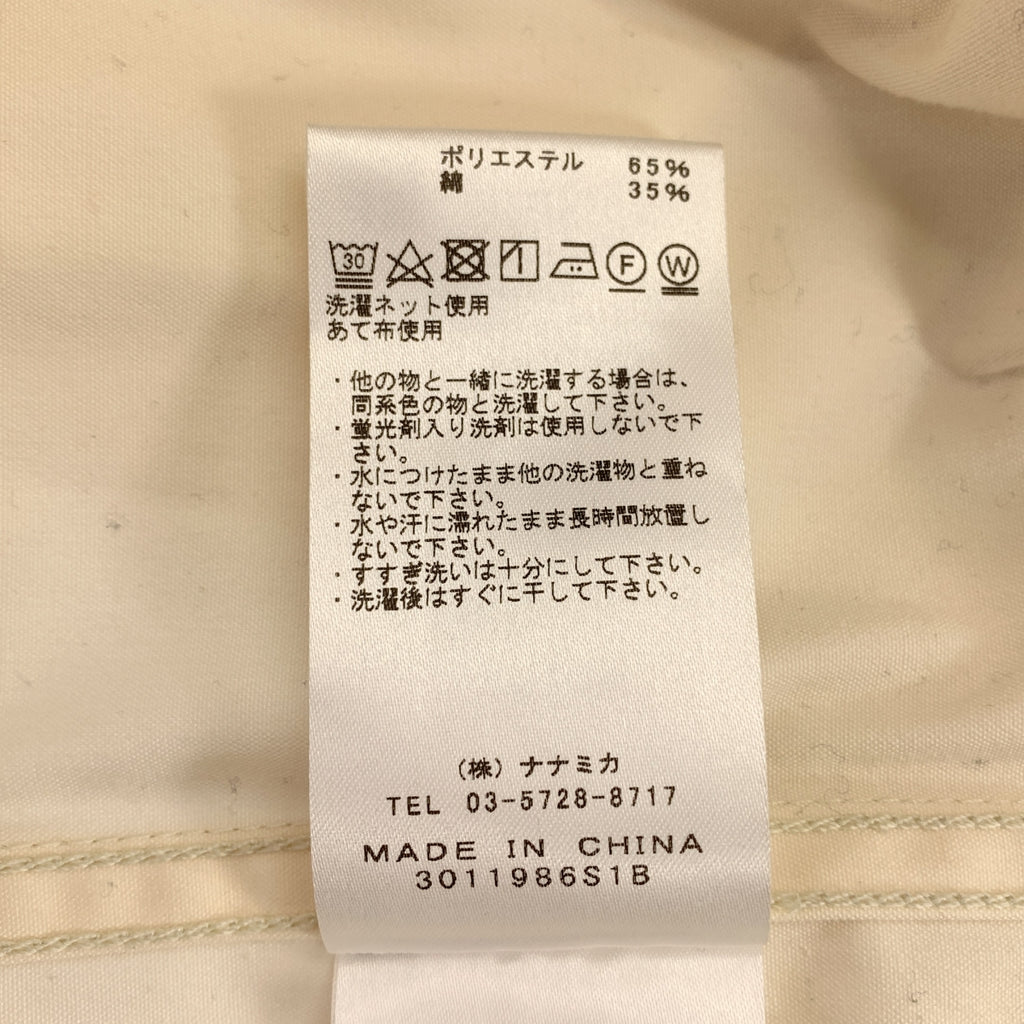 ポリエステル 65%
綿 35%
30 F W
洗濯ネット使用
あて布使用
・他の物と一緒に洗濯する場合は、
同系色の物と洗濯して下さい。
・蛍光剤入り洗剤は使用しないで下
さい。
・水につけたまま他の洗濯物と重ね
ないで下さい。
・水や汗に濡れたまま長時間放置し
ないで下さい。
・すすぎ洗いは十分にして下さい。
・洗濯後はすぐに干して下さい。
(株)ナナミカ
TEL 03-5728-8717
MADE IN CHINA
3011986S1B